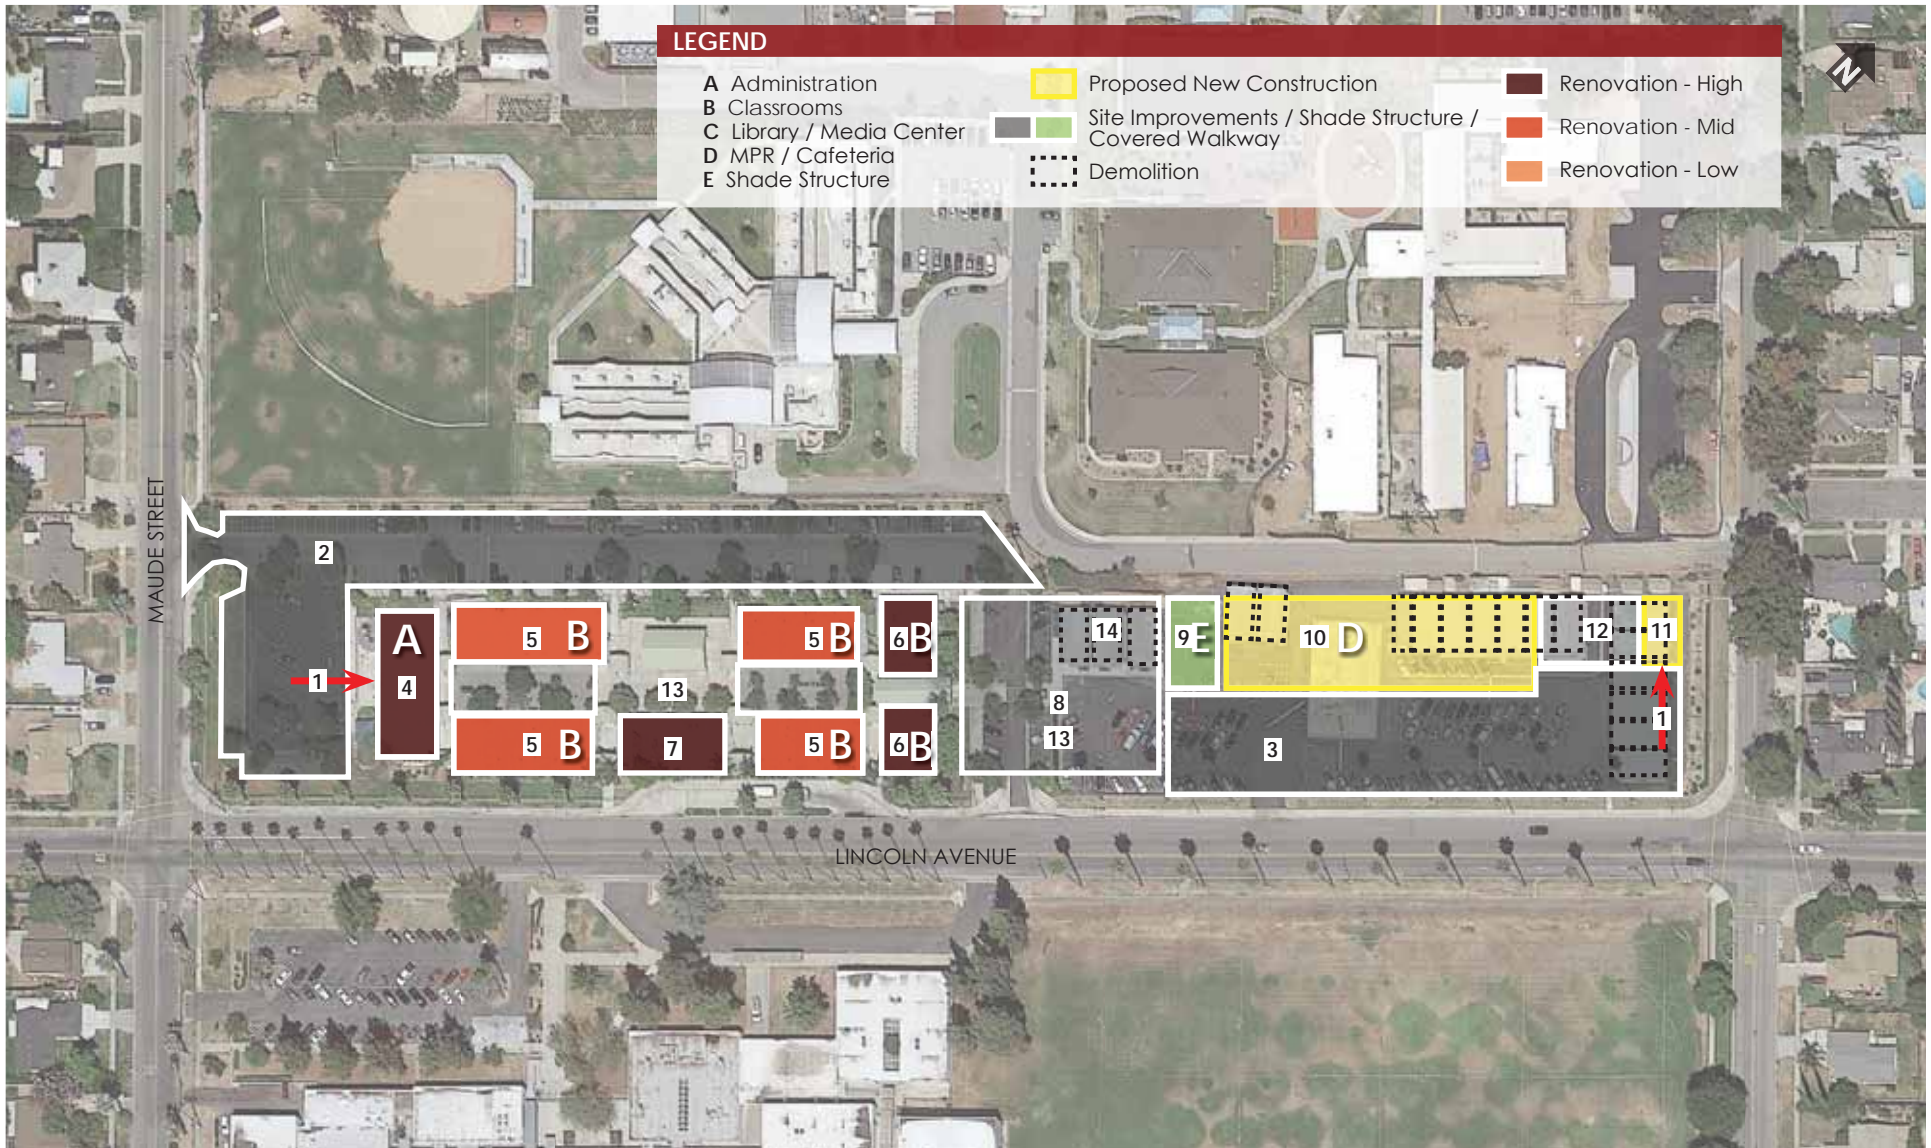 LEGEND
A Administration
B Classrooms
C Library / Media Center
D MPR / Cafeteria
E Shade Structure
Proposed New Construction
Site Improvements / Shade Structure /
Covered Walkway
Demolition
Renovation - High
Renovation - Mid
Renovation - Low
N
MAUDE STREET
2
1
A
4
5 B
5 B
13
7
5 B
5 B
6 B
6 B
14
8
13
9 E
10 D
12
11
1
3
LINCOLN AVENUE